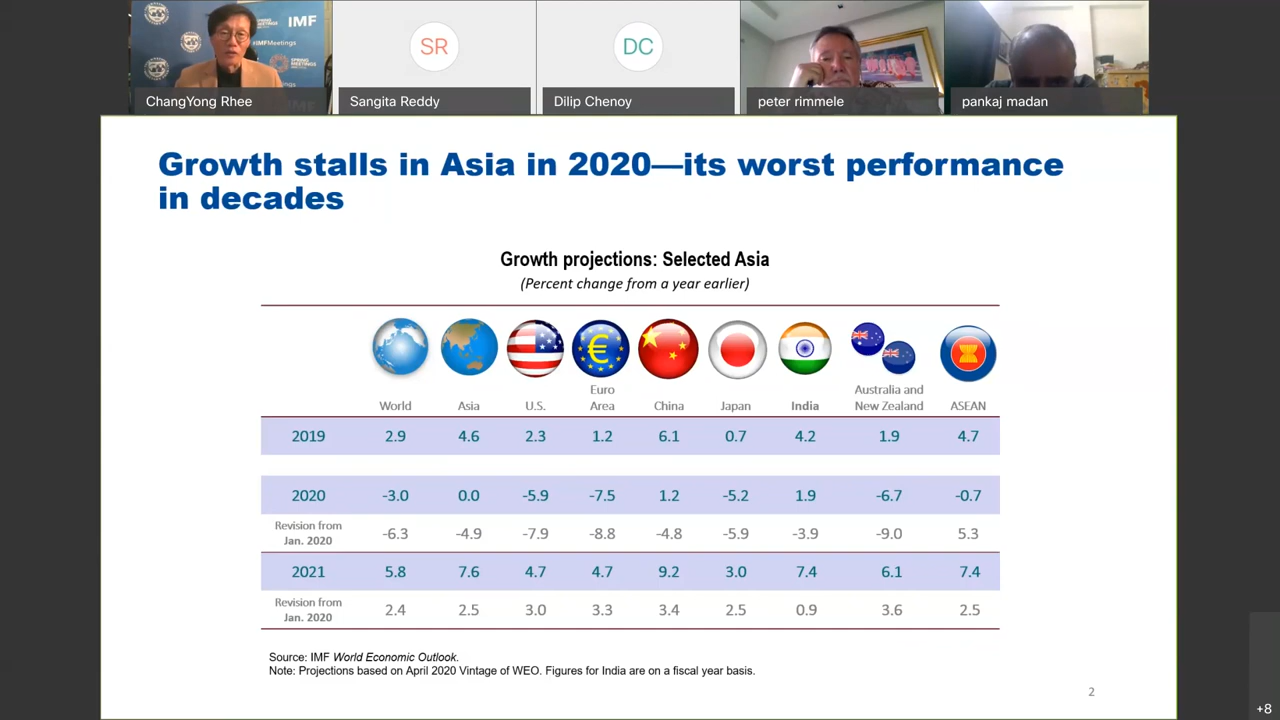 IMF
#IMFMeetings
SPRING
MEETINGS
SR
DC
ChangYong Rhee
Sangita Reddy
Dilip Chenoy
peter rimmele
pankaj madan
Growth stalls in Asia in 2020—its worst performance
in decades
Growth projections: Selected Asia
(Percent change from a year earlier)
World Asia U.S. Euro Area China Japan India Australia and New Zealand ASEAN
2019 2.9 4.6 2.3 1.2 6.1 0.7 4.2 1.9 4.7
2020 -3.0 0.0 -5.9 -7.5 1.2 -5.2 1.9 -6.7 -0.7
Revision from Jan. 2020 -6.3 -4.9 -7.9 -8.8 -4.8 -5.9 -3.9 -9.0 5.3
2021 5.8 7.6 4.7 4.7 9.2 3.0 7.4 6.1 7.4
Revision from Jan. 2020 2.4 2.5 3.0 3.3 3.4 2.5 0.9 3.6 2.5
Source: IMF World Economic Outlook.
Note: Projections based on April 2020 Vintage of WEO. Figures for India are on a fiscal year basis.
2
+8